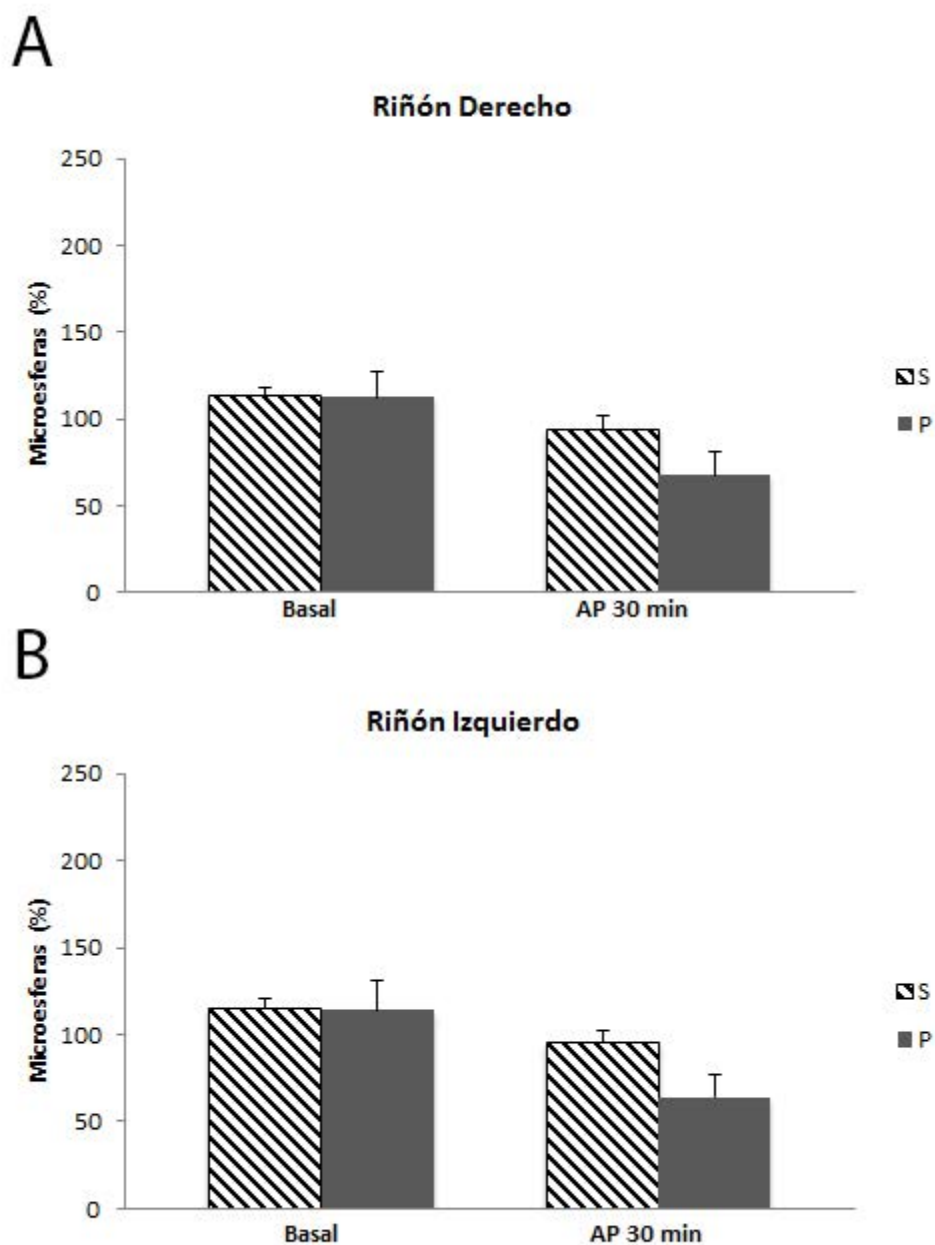 A
Riñón Derecho
250
200
150
100
50
0
Microesferas (%)
Basal
AP 30 min
S
P
B
Riñón Izquierdo
250
200
150
100
50
0
Microesferas (%)
Basal
AP 30 min
S
P